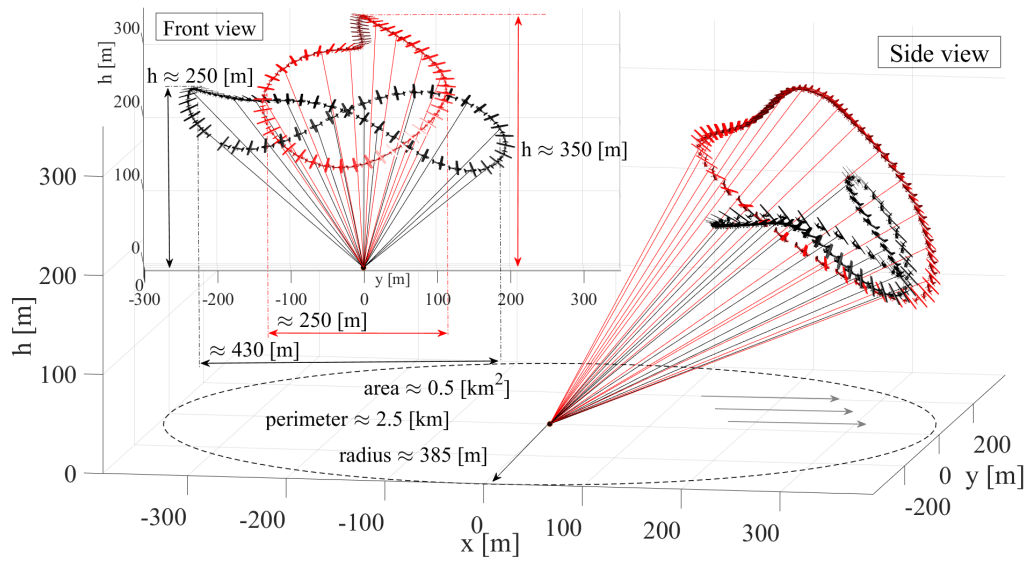 Front view
Side view
h [m]
300
200
100
0
h ≈ 250 [m]
h ≈ 350 [m]
y [m]
-300
-200
-100
0
100
200
300
≈ 250 [m]
≈ 430 [m]
area ≈ 0.5 [km²]
perimeter ≈ 2.5 [km]
radius ≈ 385 [m]
h [m]
300
200
100
0
-300
-200
-100
0
100
200
300
x [m]
200
0
-200
y [m]